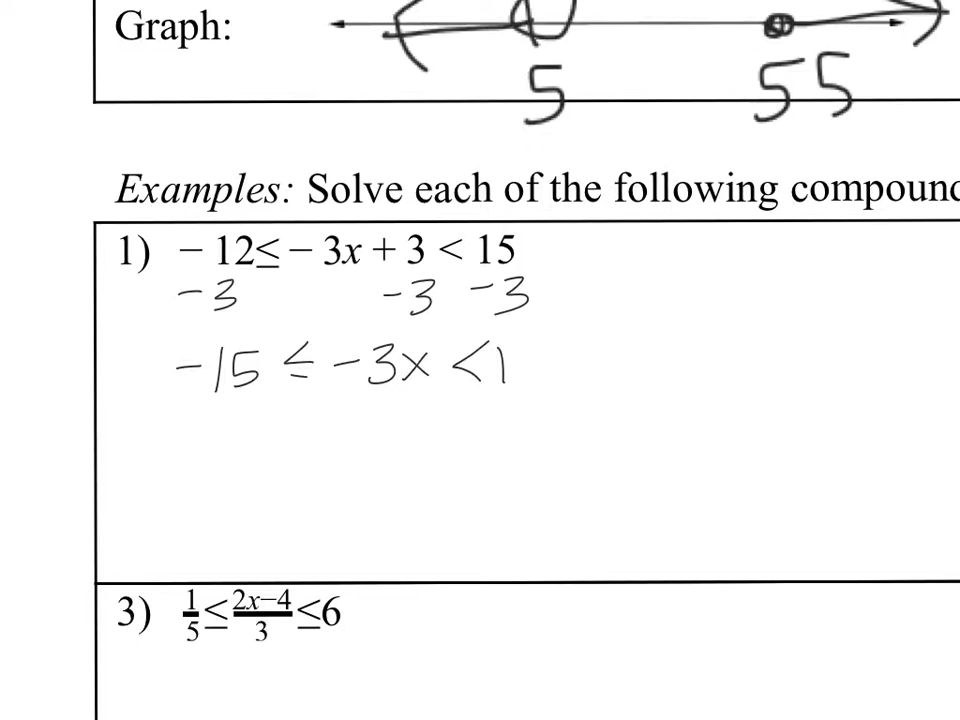 Graph:
5 55
Examples: Solve each of the following compound
1) − 12≤ − 3x + 3 < 15
-3 -3 -3
-15 ≤ -3x < 1
3) 1/5 ≤ 2x−4/3 ≤6